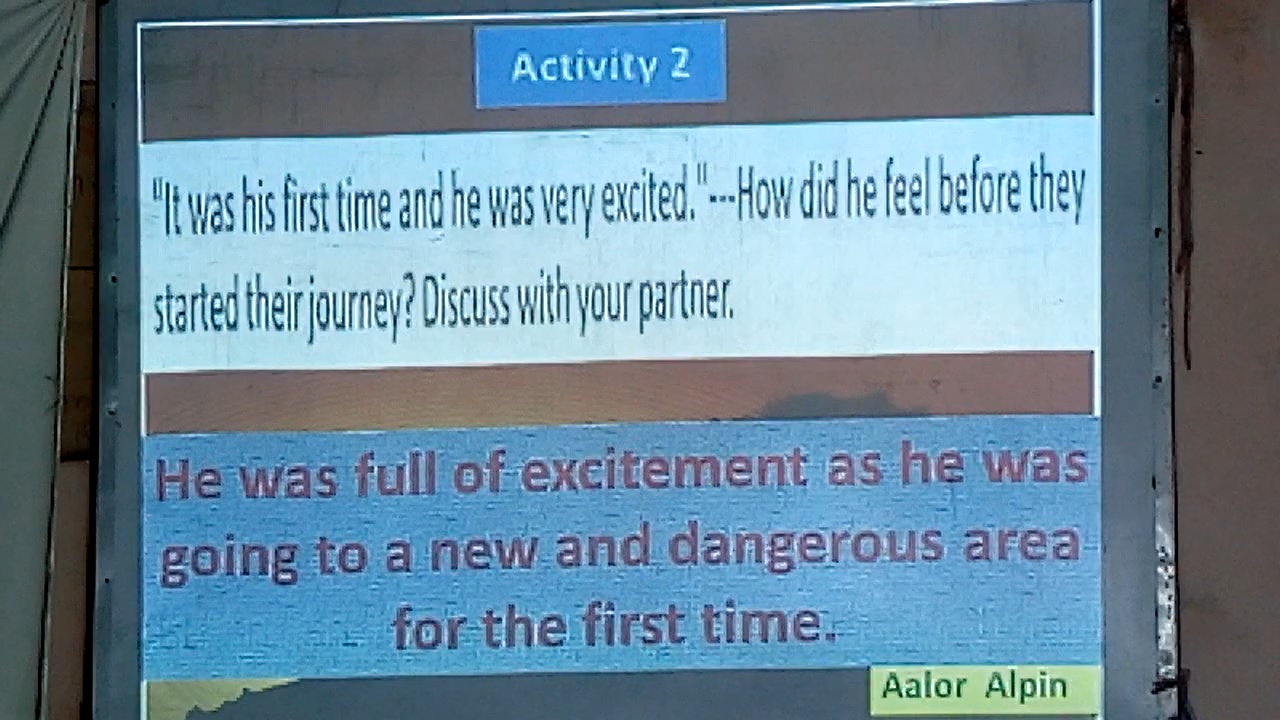 Activity 2
"It was his first time and he was very excited."---How did he feel before they
started their journey? Discuss with your partner.
He was full of excitement as he was
going to a new and dangerous area
for the first time.
Aalor Alpin